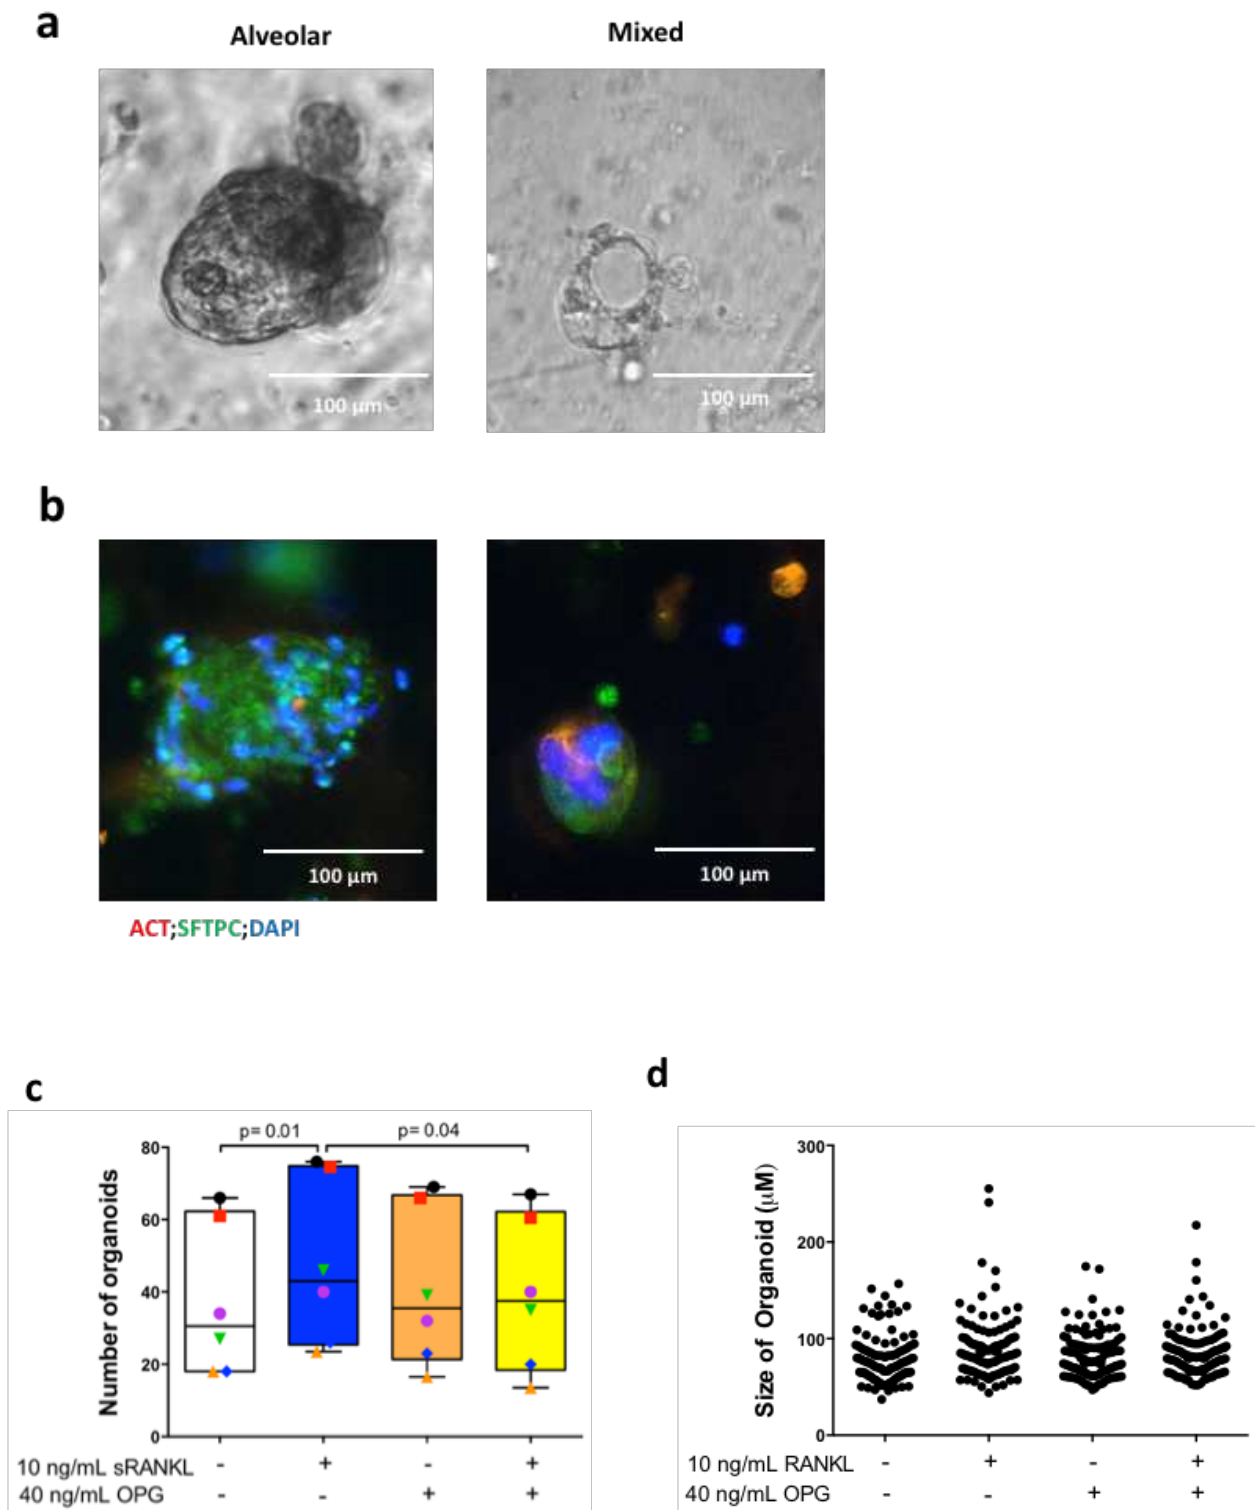 a
Alveolar
Mixed
100 µm
100 µm
b
100 µm
100 µm
ACT;SFTPC;DAPI
c
p= 0.01
p= 0.04
Number of organoids
80
60
40
20
0
10 ng/mL sRANKL - + - +
40 ng/mL OPG - - + +
d
Size of Organoid (µM)
300
200
100
0
10 ng/mL RANKL - + - +
40 ng/mL OPG - - + +